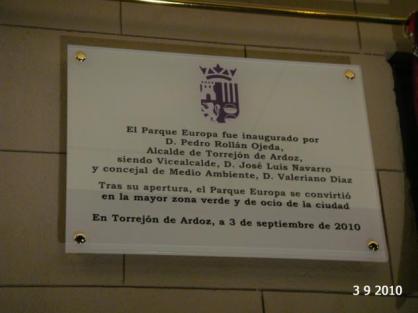 El Parque Europa fue inaugurado por
D. Pedro Rollán Ojeda,
Alcalde de Torrejón de Ardoz,
siendo Vicealcalde, D. José Luis Navarro
y concejal de Medio Ambiente, D. Valeriano Díaz
Tras su apertura, el Parque Europa se convirtió
en la mayor zona verde y de ocio de la ciudad
En Torrejón de Ardoz, a 3 de septiembre de 2010
3 9 2010